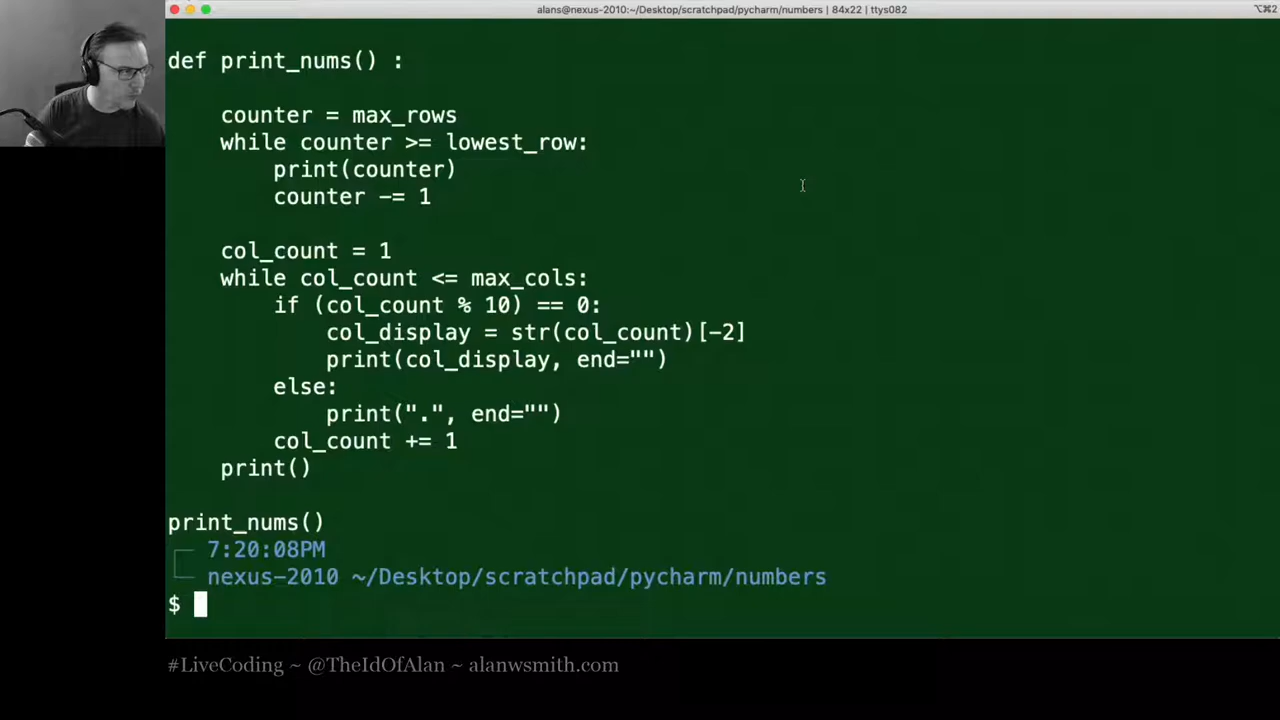 alans@nexus-2010:~/Desktop/scratchpad/pycharm/numbers | 84x22 | ttys082
⌥⌘2
def print_nums() :
counter = max_rows
while counter >= lowest_row:
print(counter)
counter -= 1
col_count = 1
while col_count <= max_cols:
if (col_count % 10) == 0:
col_display = str(col_count)[-2]
print(col_display, end="")
else:
print(".", end="")
col_count += 1
print()
print_nums()
7:20:08PM
nexus-2010 ~/Desktop/scratchpad/pycharm/numbers
$
#LiveCoding ~ @TheIdOfAlan ~ alanwsmith.com